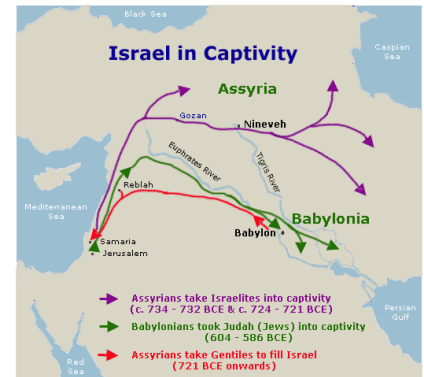 Black Sea
Israel in Captivity
Caspian
Sea
Assyria
Gozan
Nineveh
Euphrates River
Tigris River
Reblah
Mediterranean
Sea
Babylonia
Babylon
Samaria
Jerusalem
Assyrians take Israelites into captivity
(c. 734 - 732 BCE & c. 724 - 721 BCE)
Babylonians took Judah (Jews) into captivity
(604 - 586 BCE)
Assyrians take Gentiles to fill Israel
(721 BCE onwards)
Persian
Gulf
Red
Sea